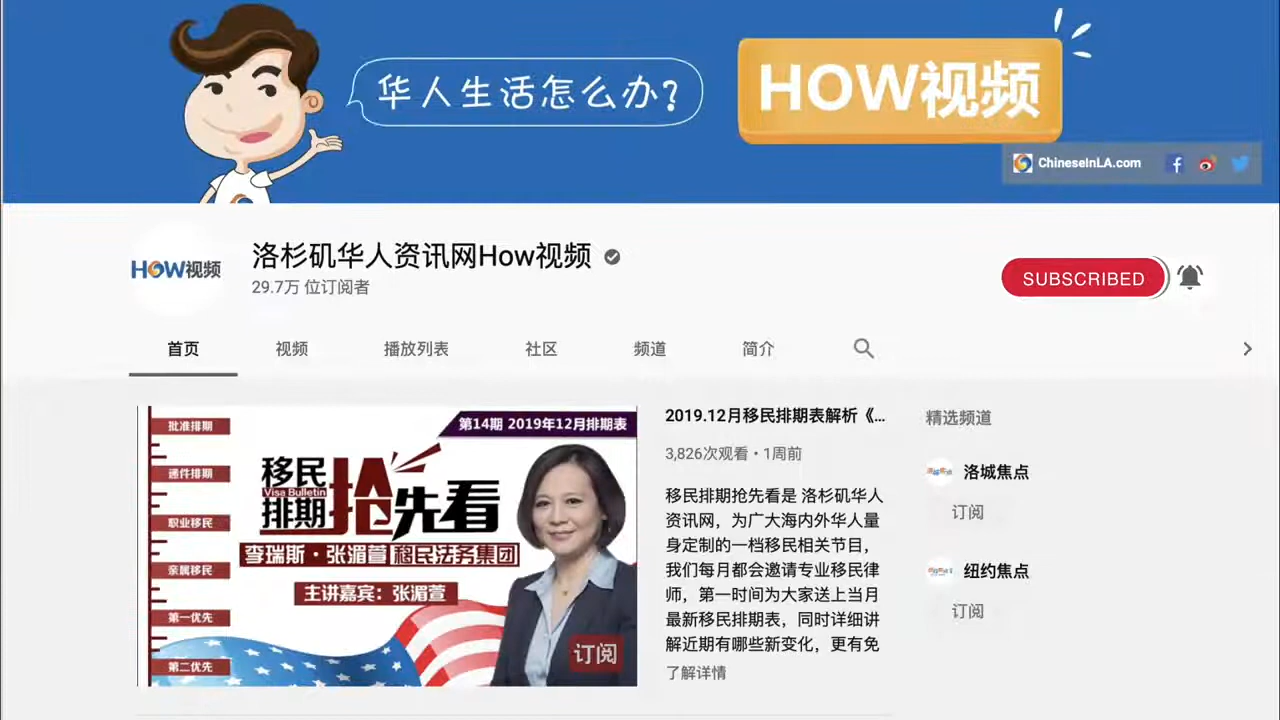 华人生活怎么办?
HOW视频
ChineseInLA.com
HOW视频
洛杉矶华人资讯网How视频
29.7万 位订阅者
SUBSCRIBED
首页
视频
播放列表
社区
频道
简介
批准排期
递件排期
职业移民
亲属移民
第一优先
第二优先
第14期 2019年12月排期表
移民
Visa Bulletin
排期
抢先看
李瑞斯·张湄萱 移民法务集团
主讲嘉宾：张湄萱
订阅
2019.12月移民排期表解析《...
3,826次观看・1周前
移民排期抢先看是 洛杉矶华人
资讯网，为广大海内外华人量
身定制的一档移民相关节目，
我们每月都会邀请专业移民律
师，第一时间为大家送上当月
最新移民排期表，同时详细讲
解近期有哪些新变化，更有免
了解详情
精选频道
洛城焦点
订阅
纽约焦点
订阅